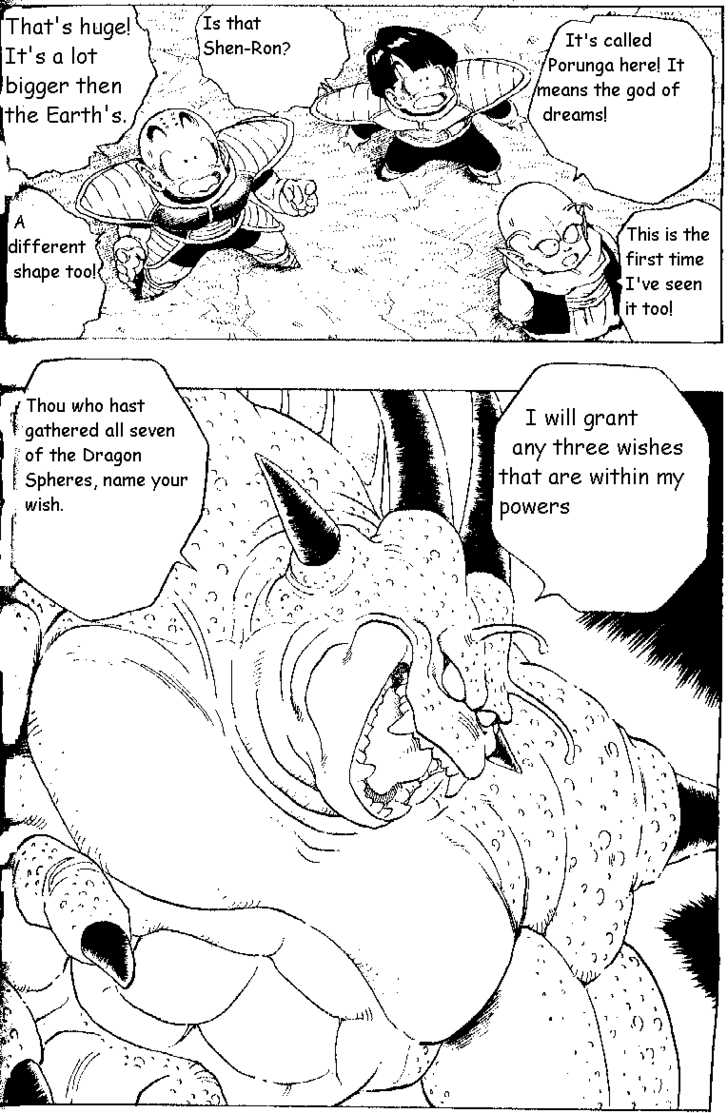 That's huge!
It's a lot
bigger then
the Earth's.
Is that
Shen-Ron?
It's called
Porunga here! It
means the god of
dreams!
A
different
shape too!
This is the
first time
I've seen
it too!
Thou who hast
gathered all seven
of the Dragon
Spheres, name your
wish.
I will grant
any three wishes
that are within my
powers